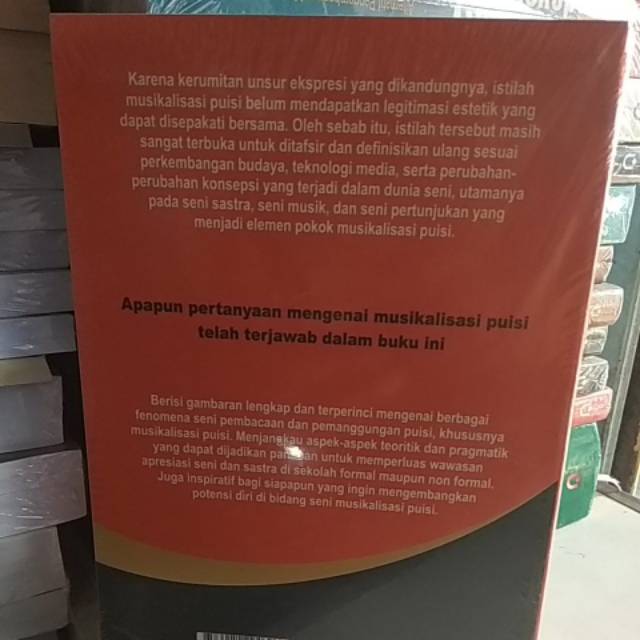 Karena kerumitan unsur ekspresi yang dikandungnya, istilah
musikalisasi puisi belum mendapatkan legitimasi estetik yang
dapat disepakati bersama. Oleh sebab itu, istilah tersebut masih
sangat terbuka untuk ditafsir dan definisikan ulang sesuai
perkembangan budaya, teknologi media, serta perubahan-
perubahan konsepsi yang terjadi dalam dunia seni, utamanya
pada seni sastra, seni musik, dan seni pertunjukan yang
menjadi elemen pokok musikalisasi puisi.
Apapun pertanyaan mengenai musikalisasi puisi
telah terjawab dalam buku ini
Berisi gambaran lengkap dan terperinci mengenai berbagai
fenomena seni pembacaan dan pemanggungan puisi, khususnya
musikalisasi puisi. Menjangkau aspek-aspek teoritik dan pragmatik
yang dapat dijadikan panduan untuk memperluas wawasan
apresiasi seni dan sastra di sekolah formal maupun non formal.
Juga inspiratif bagi siapapun yang ingin mengembangkan
potensi diri di bidang seni musikalisasi puisi.